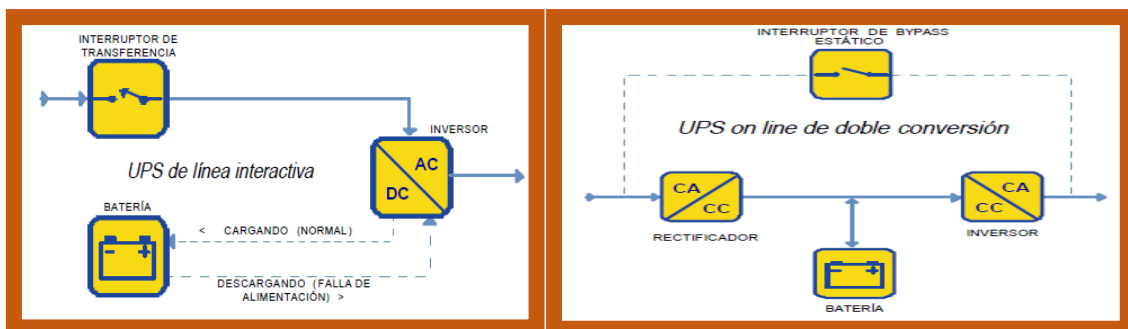 INTERRUPTOR DE
TRANSFERENCIA
INVERSOR
AC
DC
UPS de línea interactiva
BATERÍA
< CARGANDO (NORMAL)
DESCARGANDO (FALLA DE
ALIMENTACIÓN) >
INTERRUPTOR DE BYPASS
ESTÁTICO
UPS on line de doble conversión
CA
CC
RECTIFICADOR
CA
CC
INVERSOR
BATERÍA